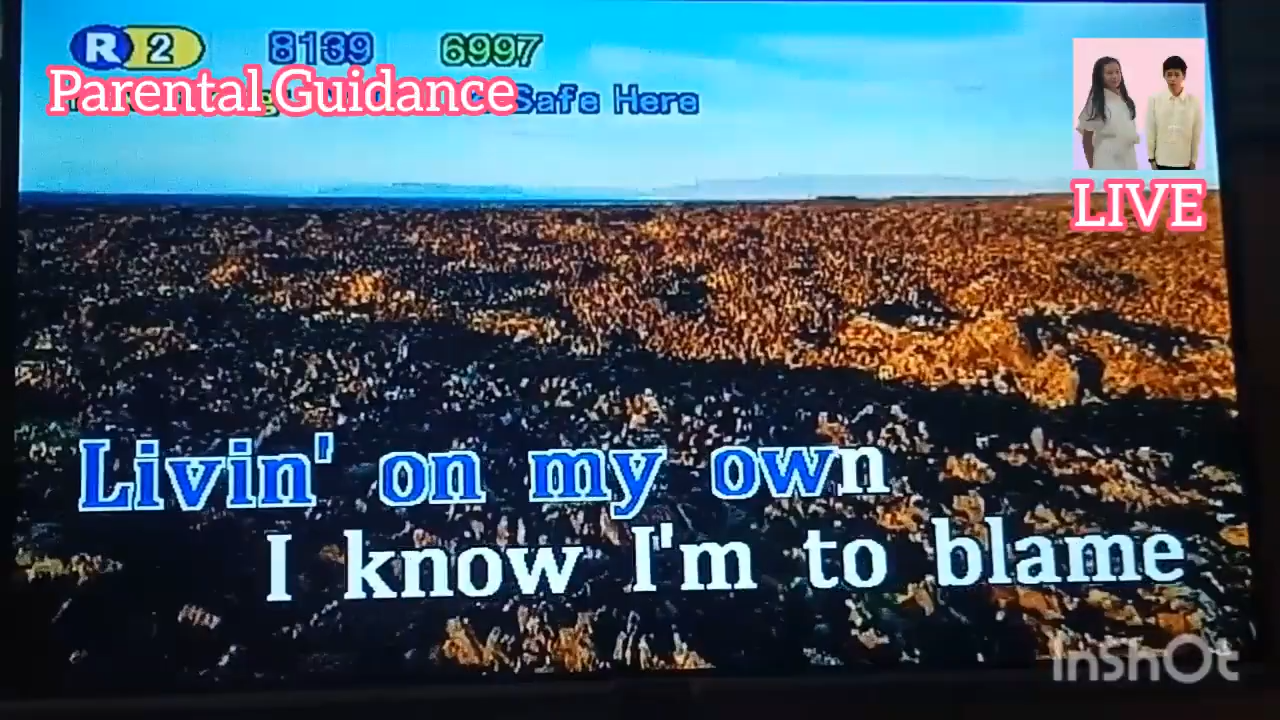 R 2 8139 6997
Parental Guidance Safe Here
LIVE
Livin' on my own
I know I'm to blame
InShOt